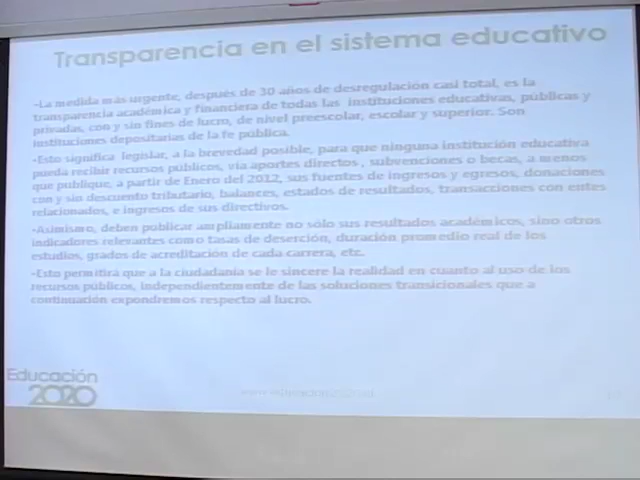 Transparencia en el sistema educativo
•La medida más urgente, después de 30 años de desregulación casi total, es la
transparencia académica y financiera de todas las instituciones educativas, públicas y
privadas, con y sin fines de lucro, de nivel preescolar, escolar y superior. Son
instituciones depositarias de la fe pública.
•Esto significa legislar, a la brevedad posible, para que ninguna institución educativa
pueda recibir recursos públicos, vía aportes directos , subvenciones o becas, a menos
que publique, a partir de Enero del 2012, sus fuentes de ingresos y egresos, donaciones
con y sin descuento tributario, balances, estados de resultados, transacciones con entes
relacionados, e ingresos de sus directivos.
•Asimismo, deben publicar ampliamente no sólo sus resultados académicos, sino otros
indicadores relevantes como tasas de deserción, duración promedio real de los
estudios, grados de acreditación de cada carrera, etc.
•Esto permitirá que a la ciudadanía se le sincere la realidad en cuanto al uso de los
recursos públicos, independientemente de las soluciones transicionales que a
continuación expondremos respecto al lucro.
Educación
2020